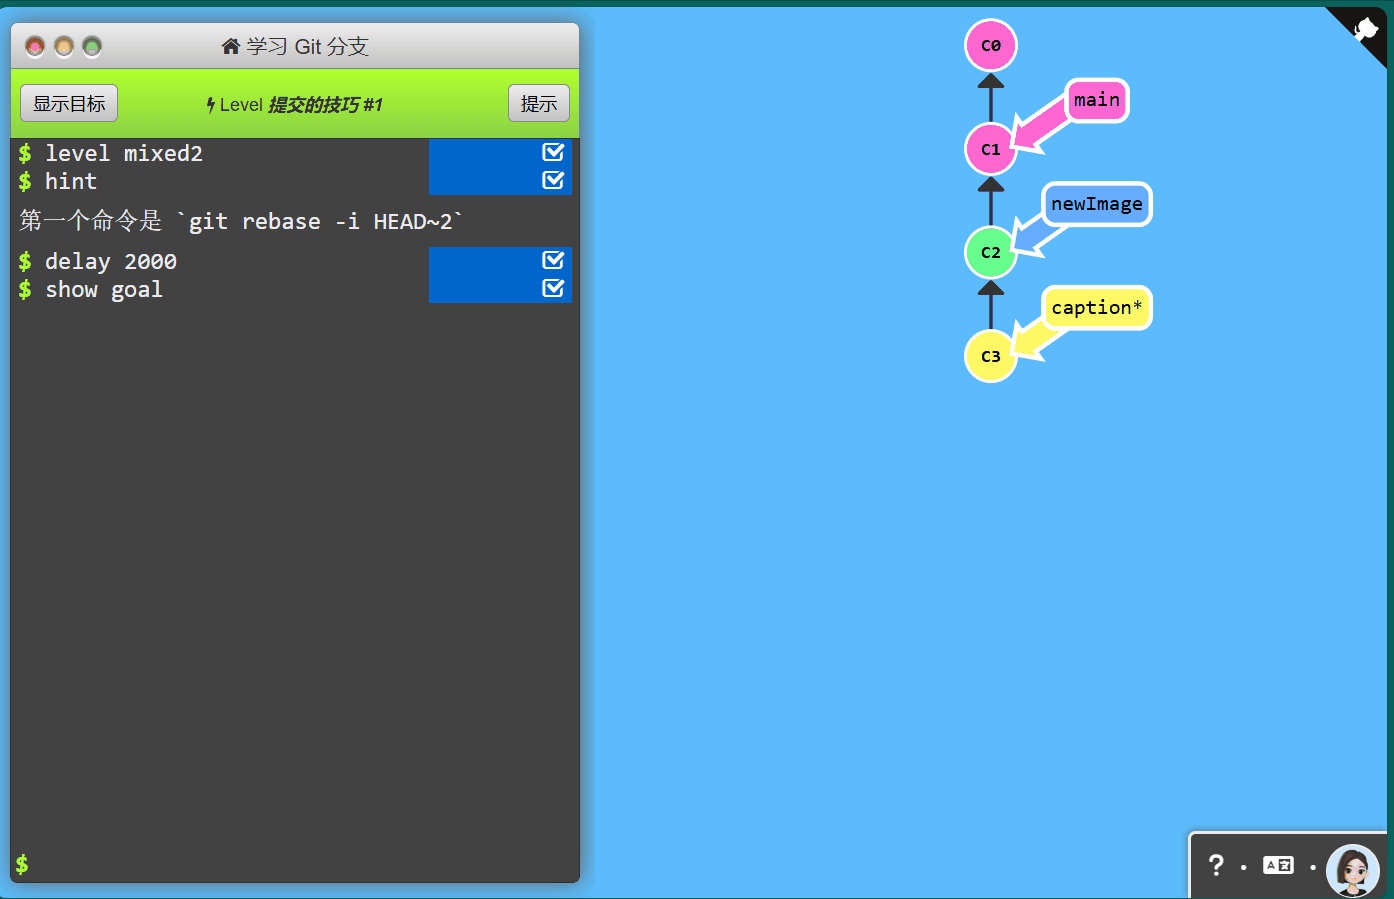 学习 Git 分支
显示目标
Level 提交的技巧 #1
提示
$ level mixed2
$ hint
第一个命令是 `git rebase -i HEAD~2`
$ delay 2000
$ show goal
$
C0
main
C1
newImage
C2
caption*
C3
?
A文